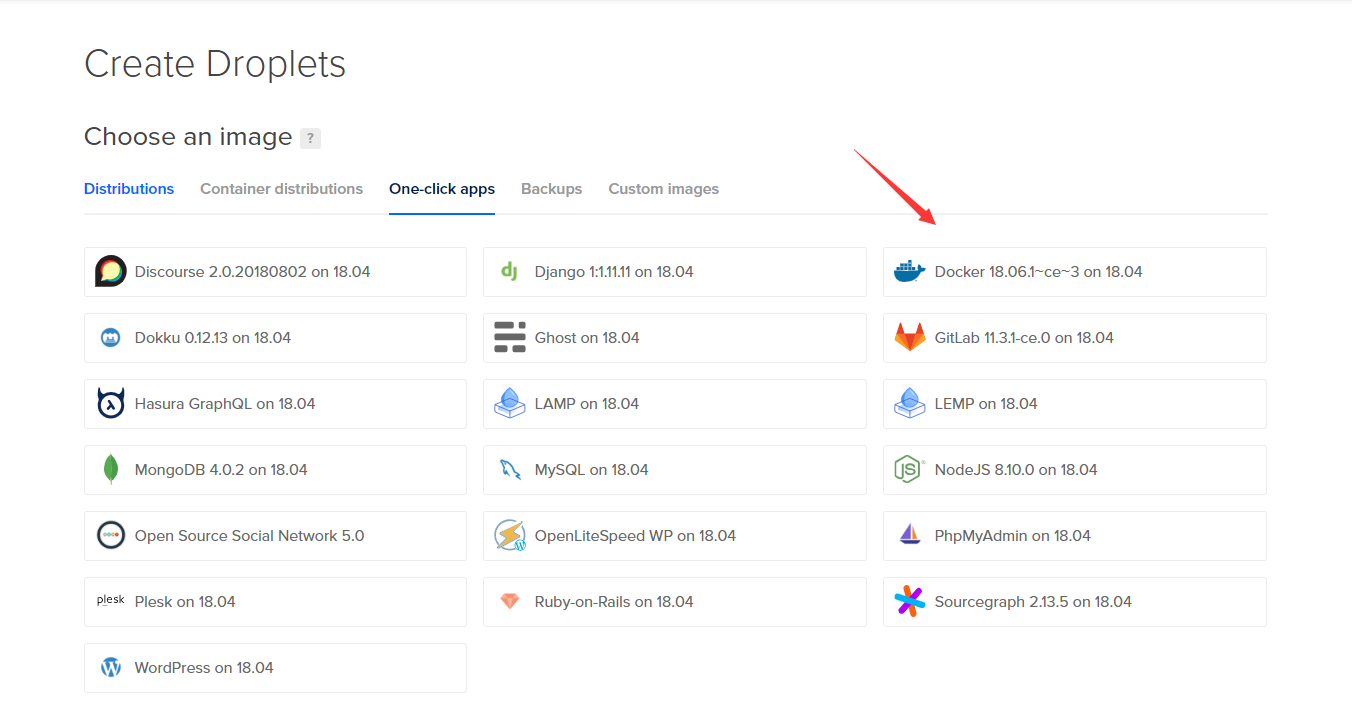 Create Droplets
Choose an image ?
Distributions Container distributions One-click apps Backups Custom images
Discourse 2.0.20180802 on 18.04 Django 1:1.11.11 on 18.04 Docker 18.06.1~ce~3 on 18.04
Dokku 0.12.13 on 18.04 Ghost on 18.04 GitLab 11.3.1-ce.0 on 18.04
Hasura GraphQL on 18.04 LAMP on 18.04 LEMP on 18.04
MongoDB 4.0.2 on 18.04 MySQL on 18.04 NodeJS 8.10.0 on 18.04
Open Source Social Network 5.0 OpenLiteSpeed WP on 18.04 PhpMyAdmin on 18.04
plesk Plesk on 18.04 Ruby-on-Rails on 18.04 Sourcegraph 2.13.5 on 18.04
WordPress on 18.04